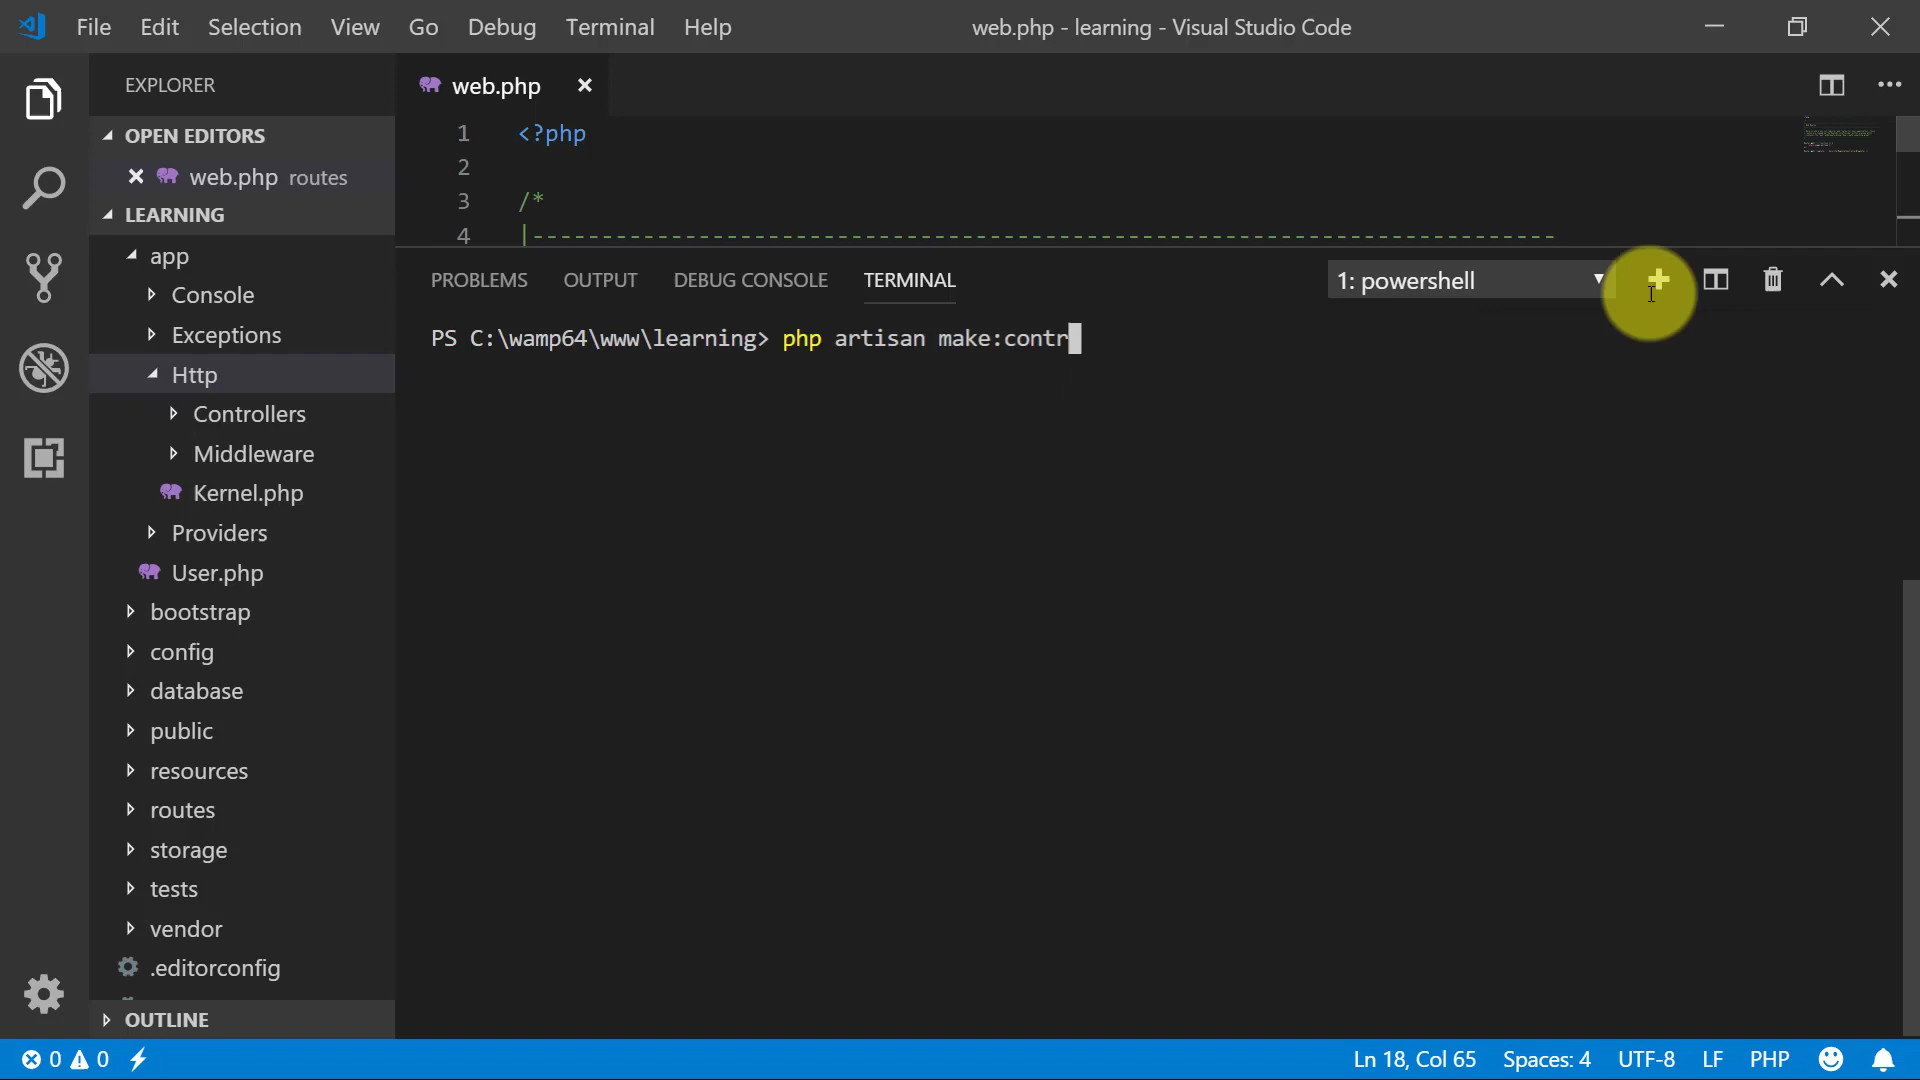 File Edit Selection View Go Debug Terminal Help web.php - learning - Visual Studio Code
EXPLORER
OPEN EDITORS
web.php routes
LEARNING
app
Console
Exceptions
Http
Controllers
Middleware
Kernel.php
Providers
User.php
bootstrap
config
database
public
resources
routes
storage
tests
vendor
.editorconfig
OUTLINE
web.php
1 <?php
2
3 /*
4 |--------------------------------------------------------------------------
PROBLEMS OUTPUT DEBUG CONSOLE TERMINAL 1: powershell
PS C:\wamp64\www\learning> php artisan make:contr
0 0 Ln 18, Col 65 Spaces: 4 UTF-8 LF PHP